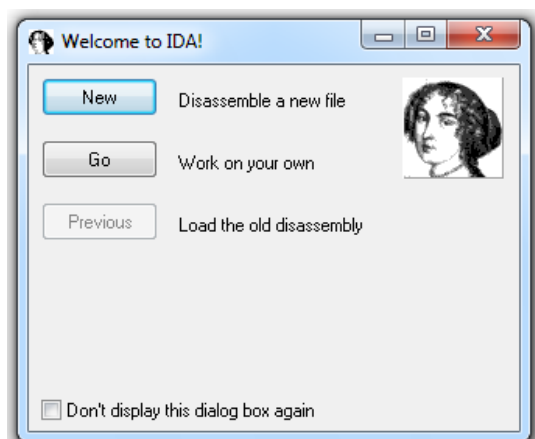 Welcome to IDA!
New Disassemble a new file
Go Work on your own
Previous Load the old disassembly
Don't display this dialog box again